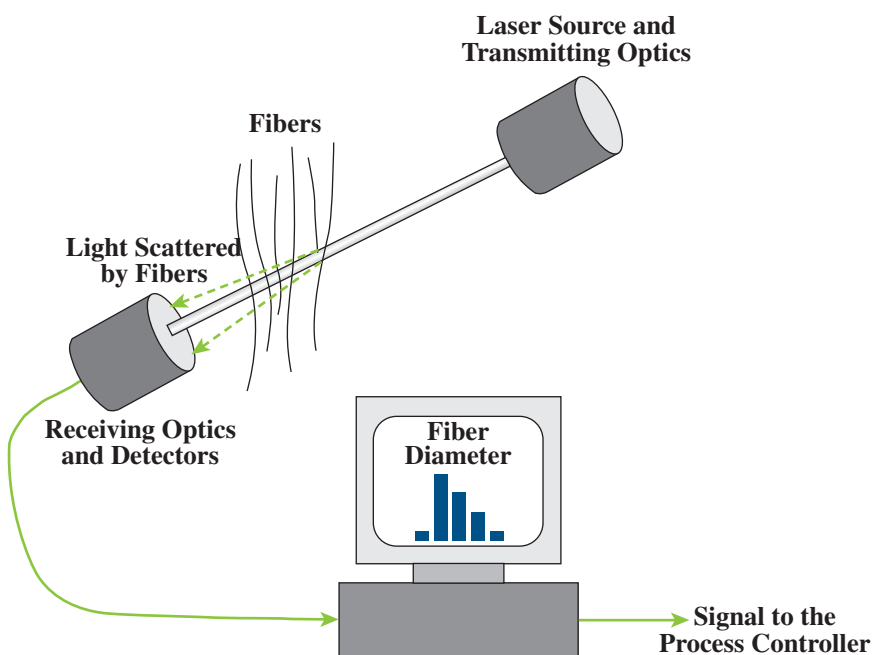 Laser Source and
Transmitting Optics
Fibers
Light Scattered
by Fibers
Receiving Optics
and Detectors
Fiber
Diameter
Signal to the
Process Controller